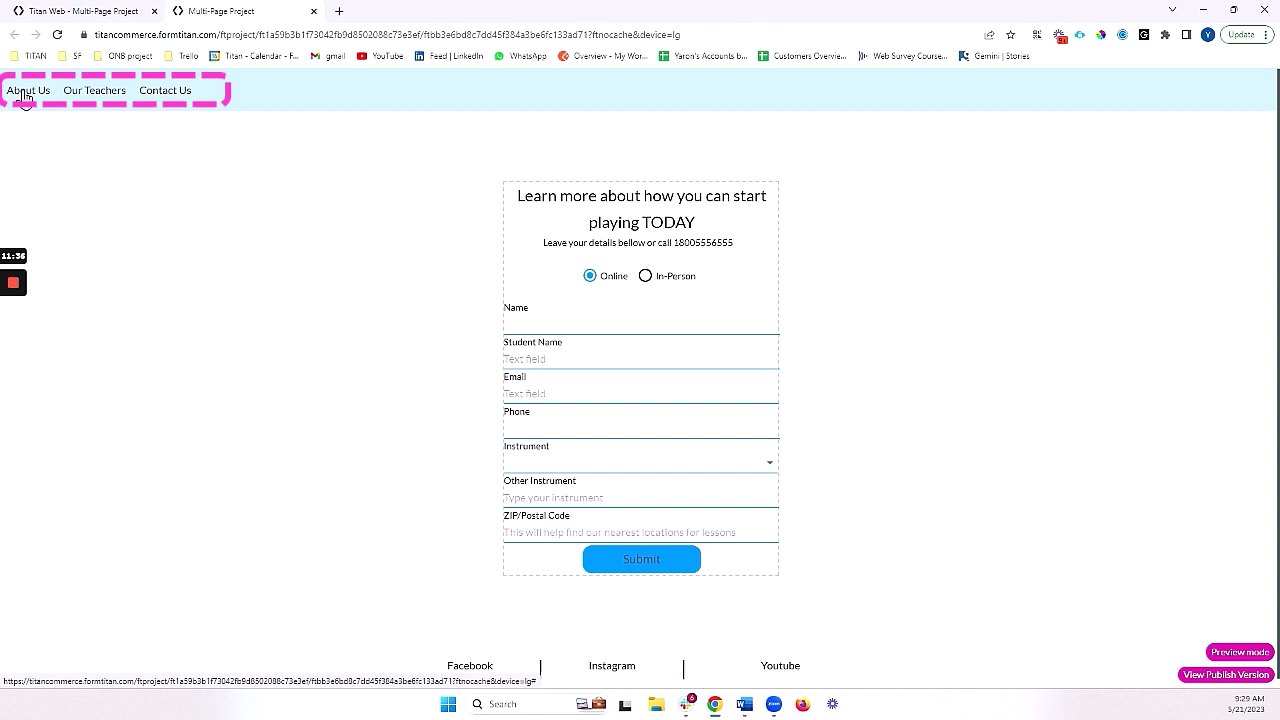 Titan Web - Multi-Page Project
Multi-Page Project
titancommerce.formtitan.com/ftproject/ft1a59b3b1f73042fb9d8502088c73e3ef/ftbb3e6bd8c7dd45f384a3be6fc133ad71?ftnocache&device=lg
Update
TITAN
SF
ONB project
Trello
Titan - Calendar - F...
gmail
YouTube
Feed | LinkedIn
WhatsApp
Overview - My Wor...
Yaron's Accounts b...
Customers Overvie...
Web Survey Course...
Gemini | Stories
About Us
Our Teachers
Contact Us
11:36
Learn more about how you can start
playing TODAY
Leave your details bellow or call 18005556555
Online
In-Person
Name
Student Name
Text field
Email
Text field
Phone
Instrument
Other Instrument
Type your instrument
ZIP/Postal Code
This will help find our nearest locations for lessons
Submit
Preview mode
Facebook
Instagram
Youtube
View Publish Version
https://titancommerce.formtitan.com/ftproject/ft1a59b3b1f73042fb9d8502088c73e3ef/ftbb3e6bd8c7dd45f384a3be6fc133ad71?ftnocache&device=lg#
Search
zoom
6
9:29 AM
5/21/2023